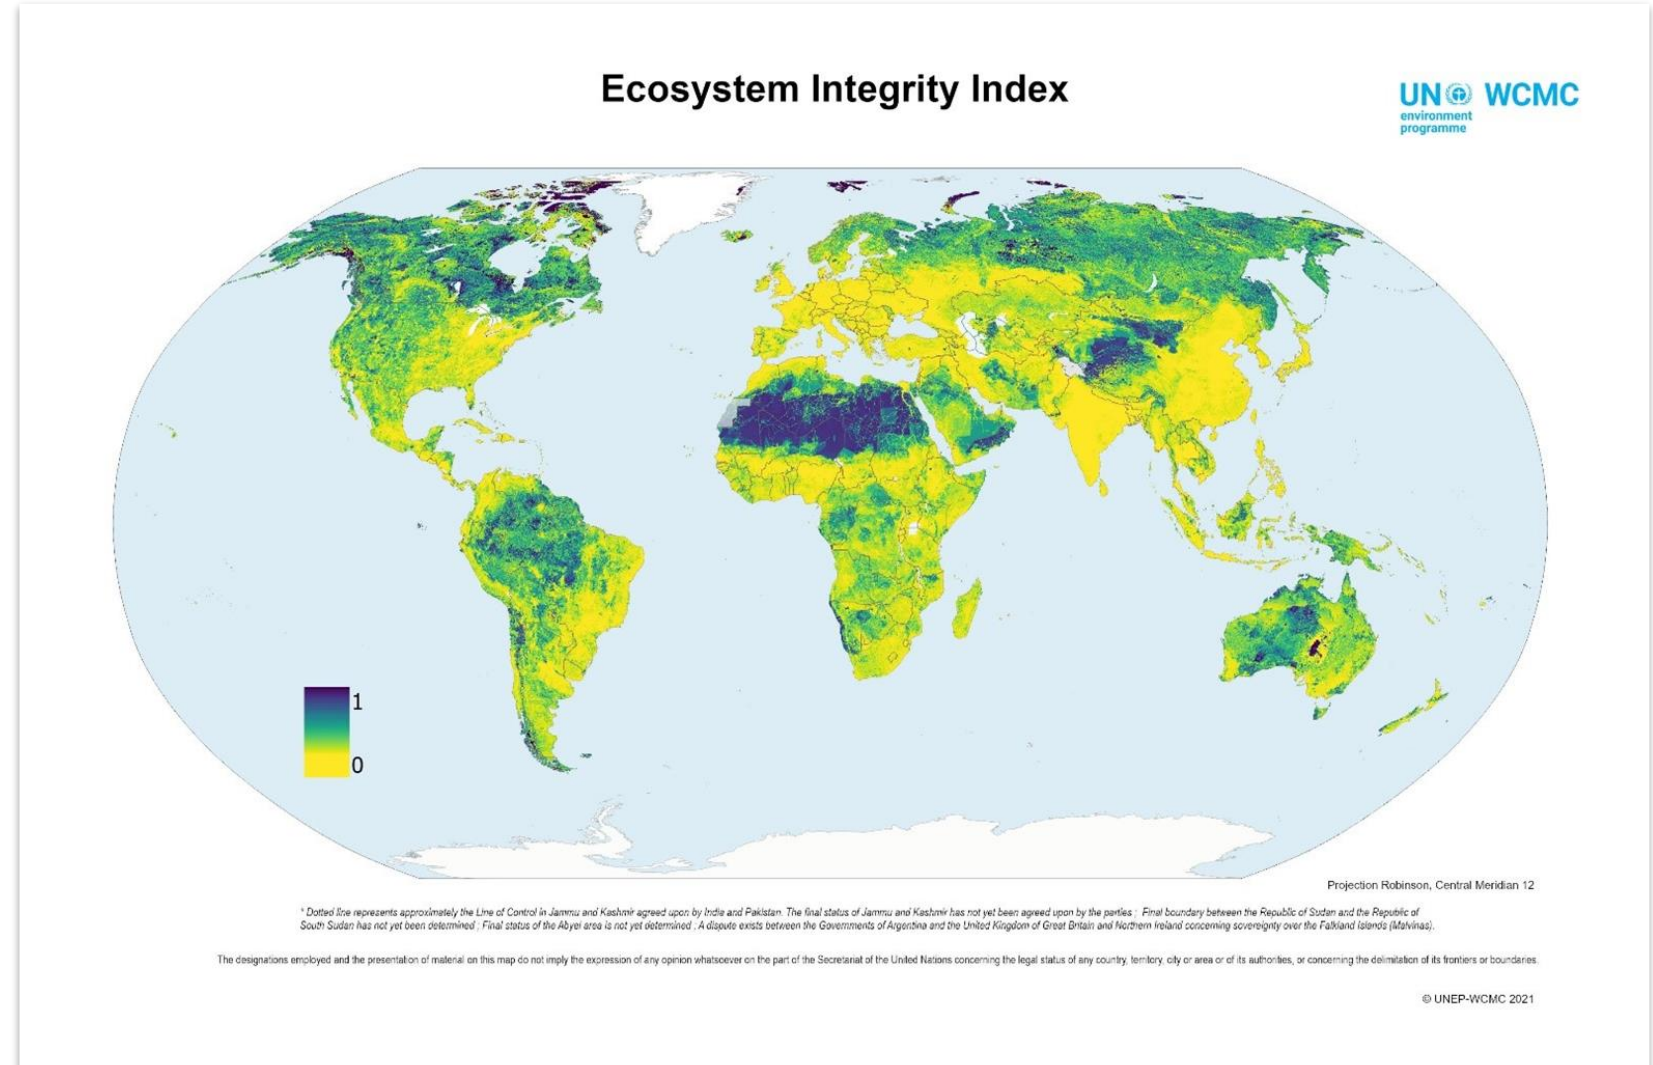 Ecosystem Integrity Index
UN WCMC
environment
programme
1
0
Projection Robinson, Central Meridian 12
* Dotted line represents approximately the Line of Control in Jammu and Kashmir agreed upon by India and Pakistan. The final status of Jammu and Kashmir has not yet been agreed upon by the parties ; Final boundary between the Republic of Sudan and the Republic of
South Sudan has not yet been determined ; Final status of the Abyei area is not yet determined ; A dispute exists between the Governments of Argentina and the United Kingdom of Great Britain and Northern Ireland concerning sovereignty over the Falkland Islands (Malvinas).
The designations employed and the presentation of material on this map do not imply the expression of any opinion whatsoever on the part of the Secretariat of the United Nations concerning the legal status of any country, territory, city or area or of its authorities, or concerning the delimitation of its frontiers or boundaries.
© UNEP-WCMC 2021